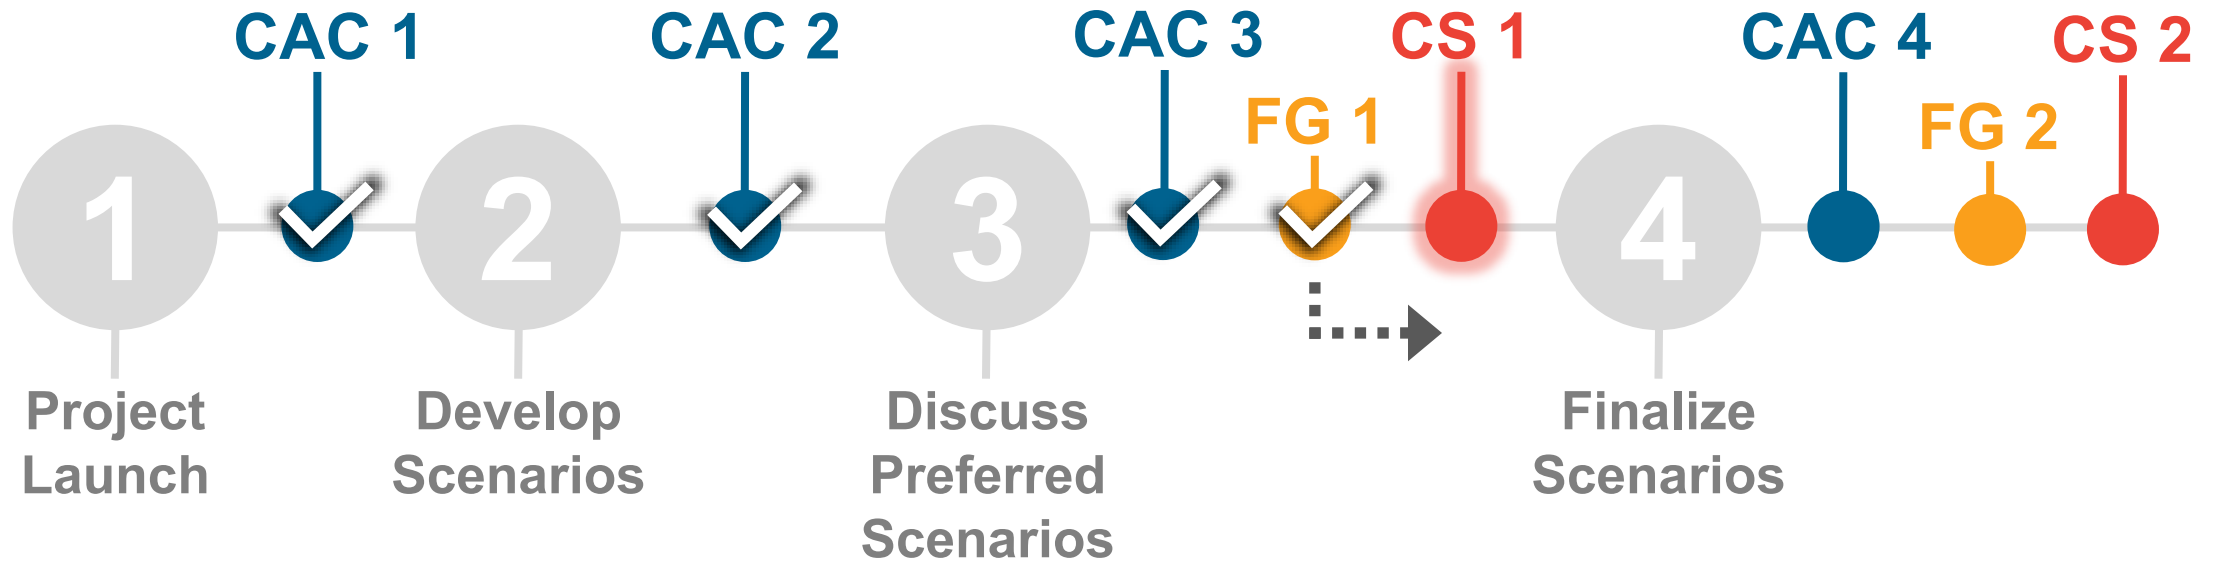 CAC 1
CAC 2
CAC 3
CS 1
CAC 4
CS 2
FG 1
FG 2
1
2
3
4
Project
Launch
Develop
Scenarios
Discuss
Preferred
Scenarios
Finalize
Scenarios